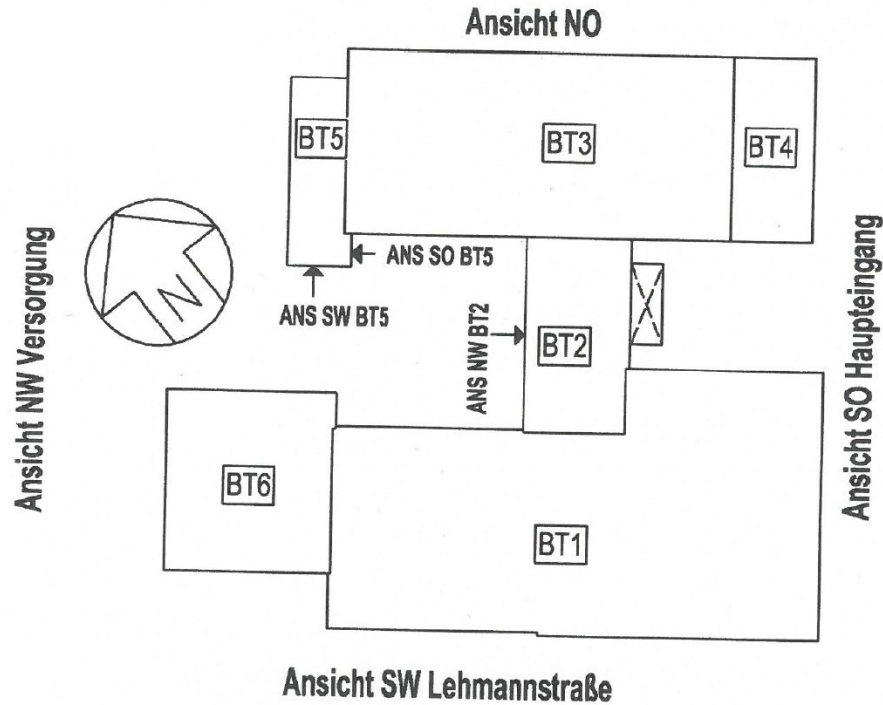 Ansicht NO
BT5
BT3
BT4
ANS SO BT5
ANS SW BT5
N
Ansicht NW Versorgung
ANS NW BT2
BT2
Ansicht SO Haupteingang
BT6
BT1
Ansicht SW Lehmannstraße